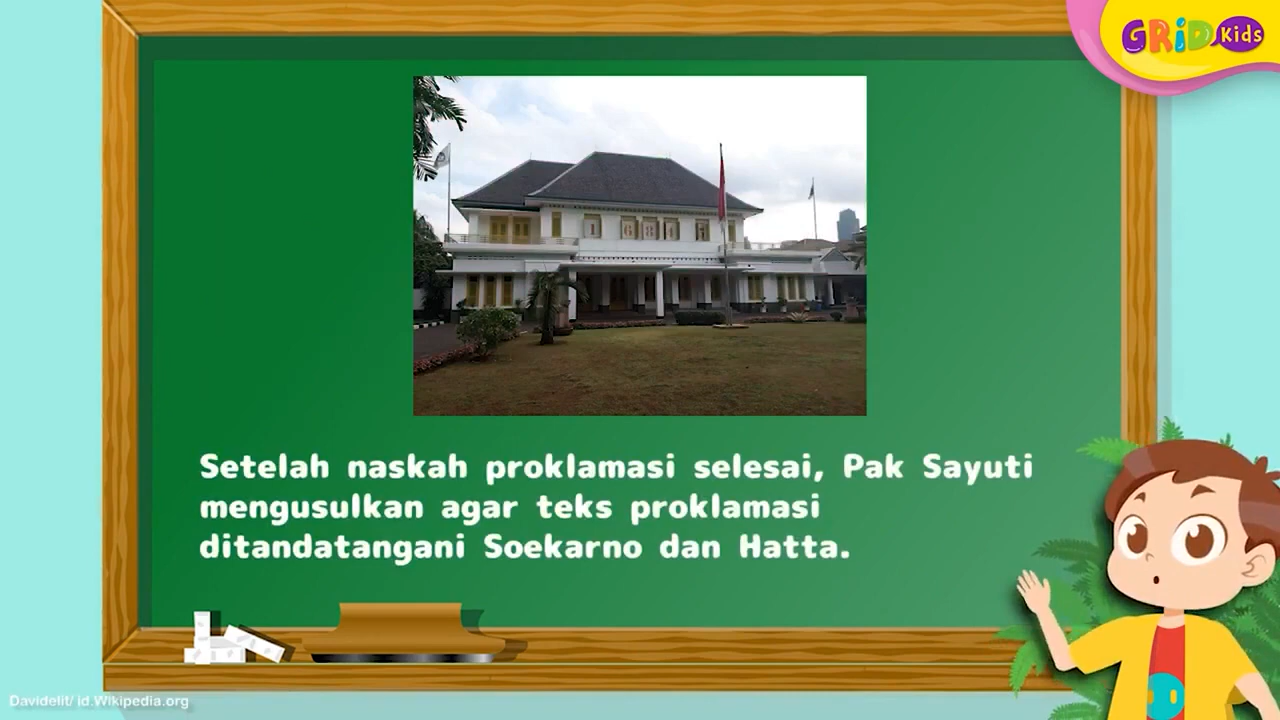 GRiD Kids
Setelah naskah proklamasi selesai, Pak Sayuti
mengusulkan agar teks proklamasi
ditandatangani Soekarno dan Hatta.
Davidelit/ id.Wikipedia.org